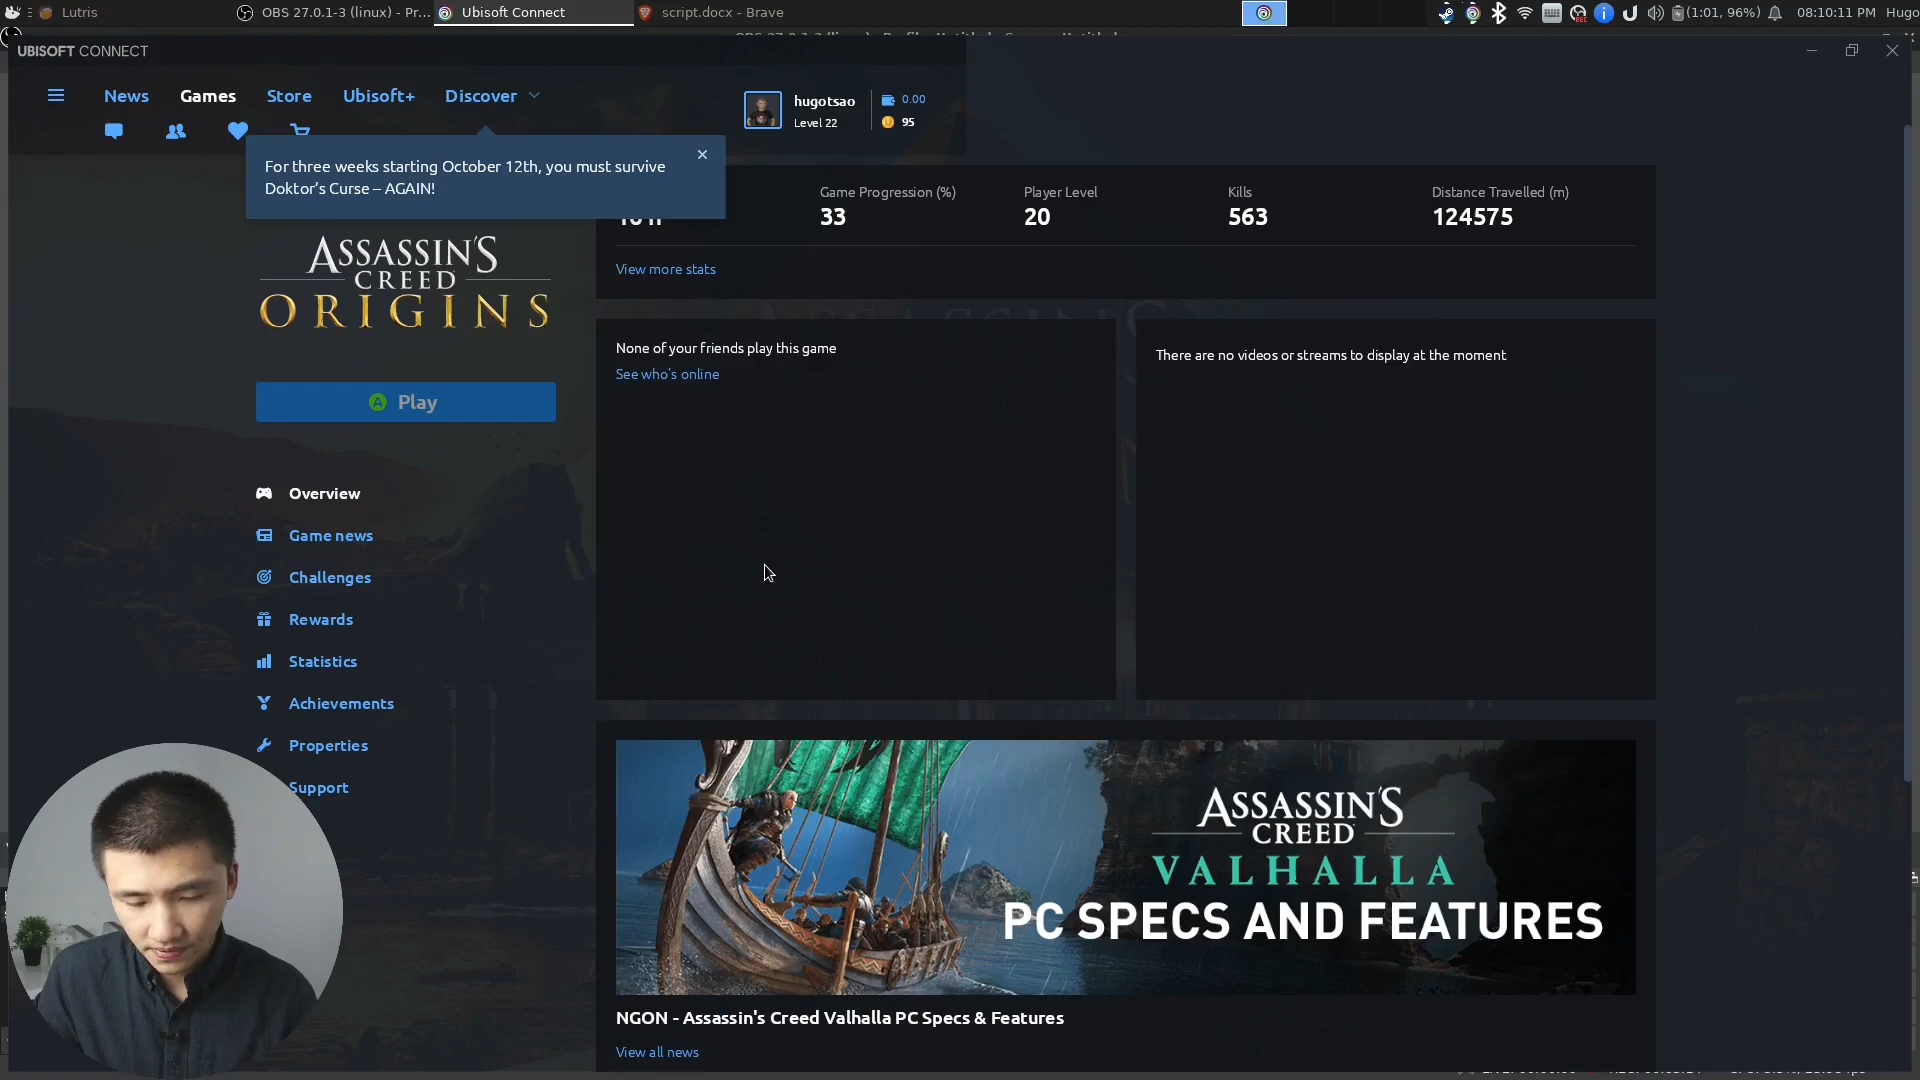 Lutris
OBS 27.0.1-3 (linux) - Pr...
Ubisoft Connect
script.docx - Brave
(1:01, 96%)
08:10:11 PM
Hugo
UBISOFT CONNECT
News
Games
Store
Ubisoft+
Discover
hugotsao
Level 22
0.00
95
For three weeks starting October 12th, you must survive
Doktor's Curse – AGAIN!
Game Progression (%)
33
Player Level
20
Kills
563
Distance Travelled (m)
124575
View more stats
ASSASSIN'S
CREED
ORIGINS
A Play
None of your friends play this game
See who's online
There are no videos or streams to display at the moment
Overview
Game news
Challenges
Rewards
Statistics
Achievements
Properties
Support
ASSASSIN'S
CREED
VALHALLA
PC SPECS AND FEATURES
NGON - Assassin's Creed Valhalla PC Specs & Features
View all news